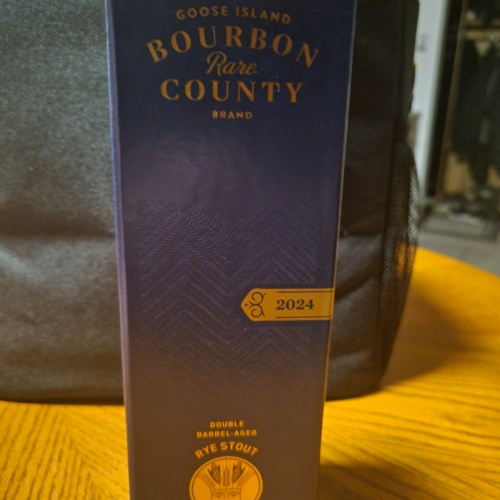 GOOSE ISLAND
BOURBON
Rare
COUNTY
BRAND
2024
DOUBLE
BARREL-AGED
RYE STOUT